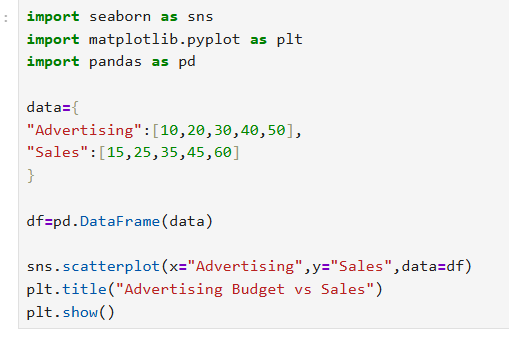 :
import seaborn as sns
import matplotlib.pyplot as plt
import pandas as pd
data={
"Advertising":[10,20,30,40,50],
"Sales":[15,25,35,45,60]
}
df=pd.DataFrame(data)
sns.scatterplot(x="Advertising",y="Sales",data=df)
plt.title("Advertising Budget vs Sales")
plt.show()